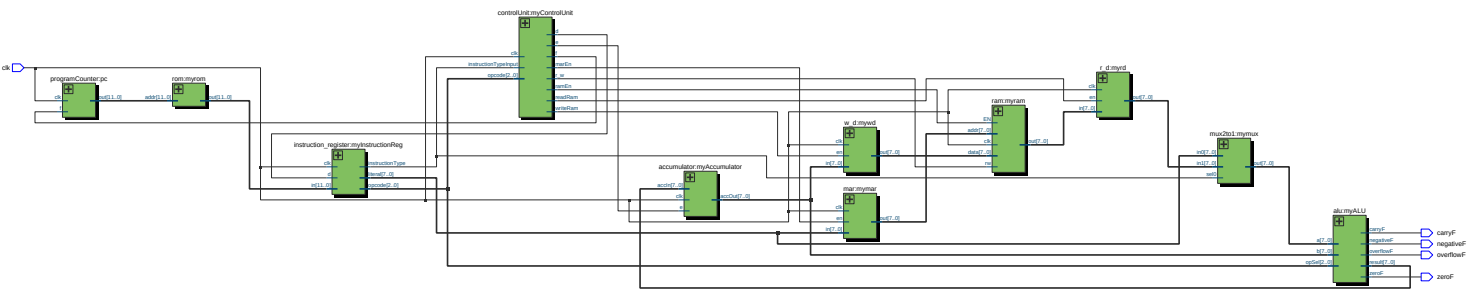 controlUnit:myControlUnit
clk
instructionTypeInput
opcode[2..0]
d
e
f
marEn
r_w
ramEn
readRam
writeRam
clk
programCounter:pc
clk
f
out[11..0]
rom:myrom
addr[11..0]
out[11..0]
instruction_register:myInstructionReg
clk
d
in[11..0]
instructionType
literal[7..0]
opcode[2..0]
accumulator:myAccumulator
accIn[7..0]
clk
e
accOut[7..0]
w_d:mywd
clk
en
in[7..0]
out[7..0]
mar:mymar
clk
en
in[7..0]
out[7..0]
ram:myram
EN
addr[7..0]
clk
data[7..0]
rw
out[7..0]
r_d:myrd
clk
en
in[7..0]
out[7..0]
mux2to1:mymux
in0[7..0]
in1[7..0]
sel0
out[7..0]
alu:myALU
a[7..0]
b[7..0]
opSel[2..0]
carryF
negativeF
overflowF
result[7..0]
zeroF
carryF
negativeF
overflowF
zeroF